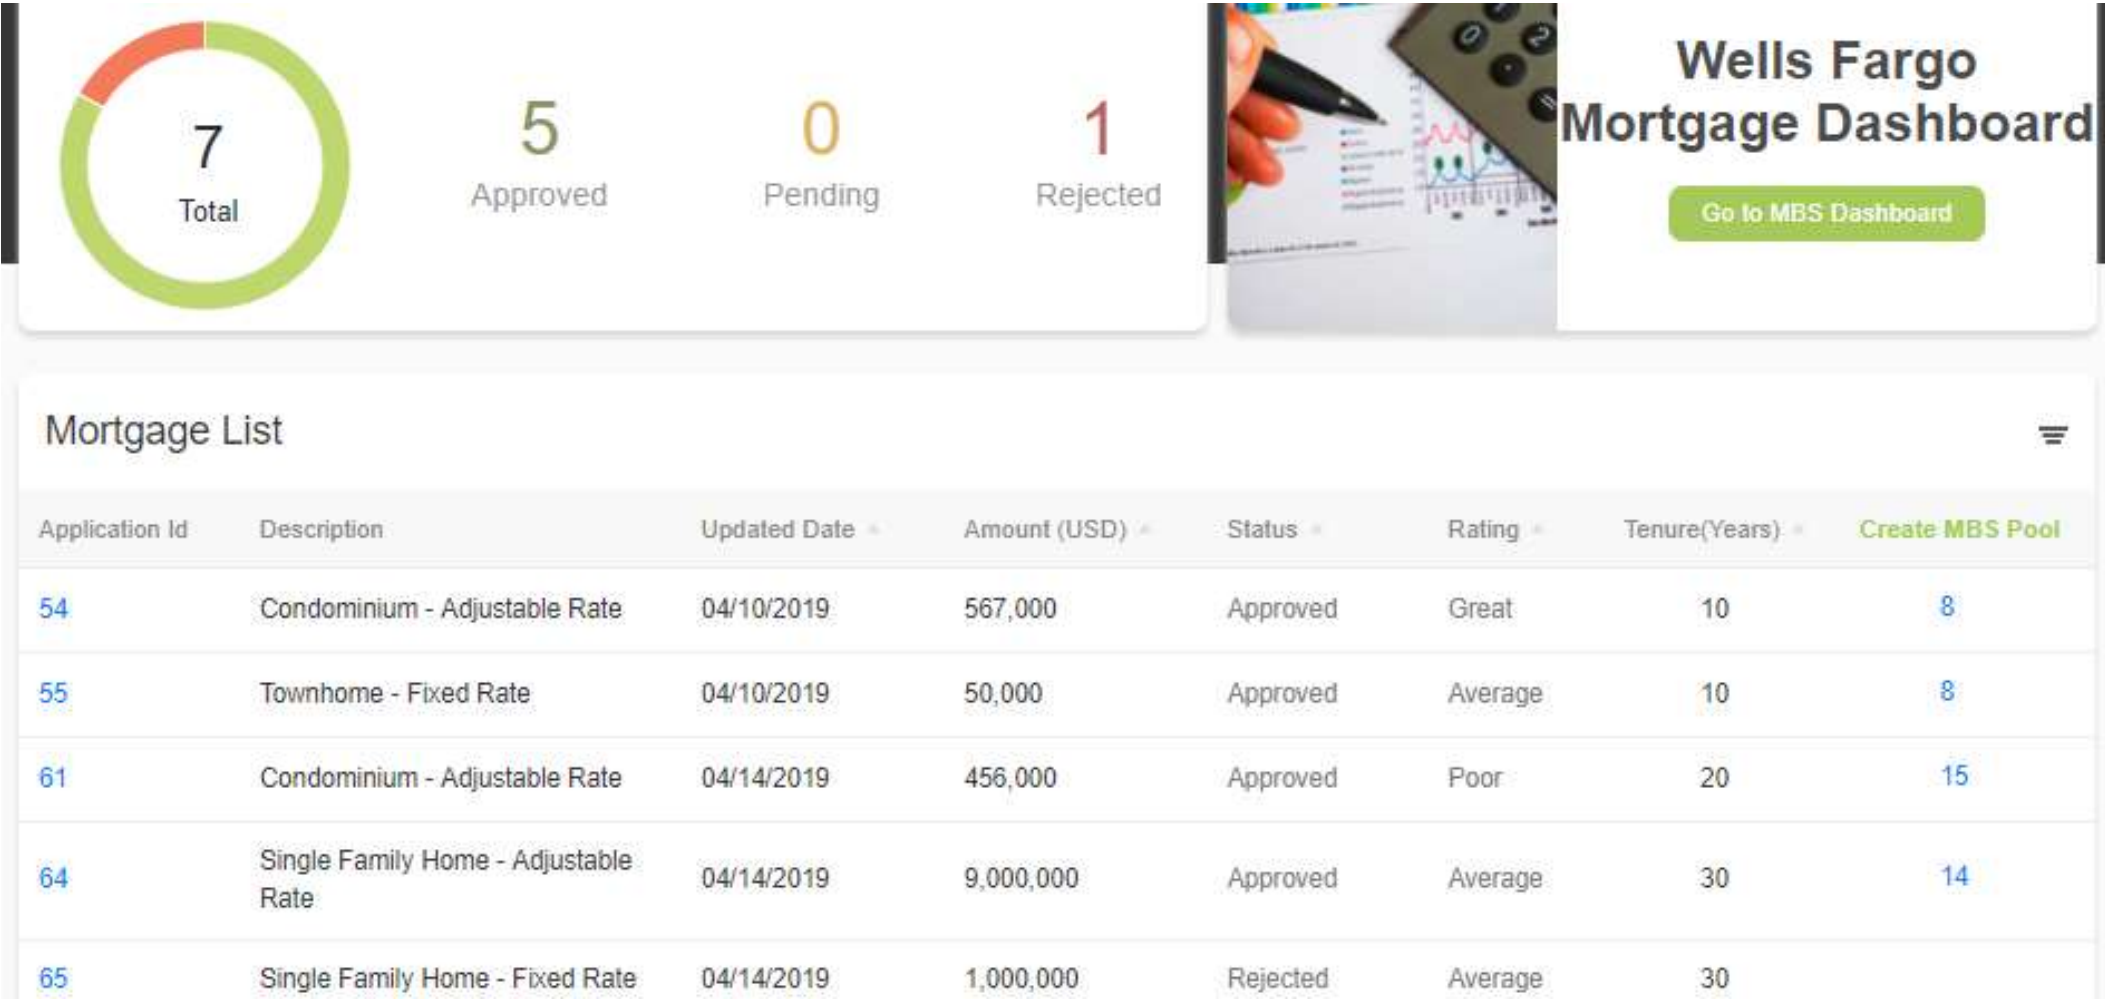 7
Total
5
Approved
0
Pending
1
Rejected
Wells Fargo
Mortgage Dashboard
Go to MBS Dashboard
Mortgage List
Application Id Description Updated Date Amount (USD) Status Rating Tenure(Years) Create MBS Pool
54 Condominium - Adjustable Rate 04/10/2019 567,000 Approved Great 10 8
55 Townhome - Fixed Rate 04/10/2019 50,000 Approved Average 10 8
61 Condominium - Adjustable Rate 04/14/2019 456,000 Approved Poor 20 15
64 Single Family Home - Adjustable
Rate 04/14/2019 9,000,000 Approved Average 30 14
65 Single Family Home - Fixed Rate 04/14/2019 1,000,000 Rejected Average 30